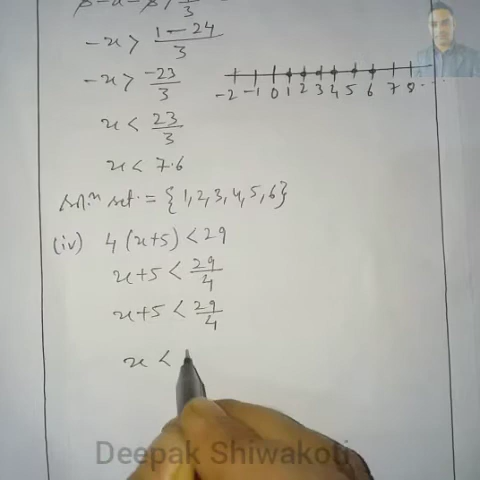 -x > 1-24/3
-x > -23/3
-2 -1 0 1 2 3 4 5 6 7 8 ..
x < 23/3
x < 7.6
solⁿ set. = {1,2,3,4,5,6}
(iv) 4(x+5) < 29
x+5 < 29/4
x+5 < 29/4
x <
Deepak Shiwakoti